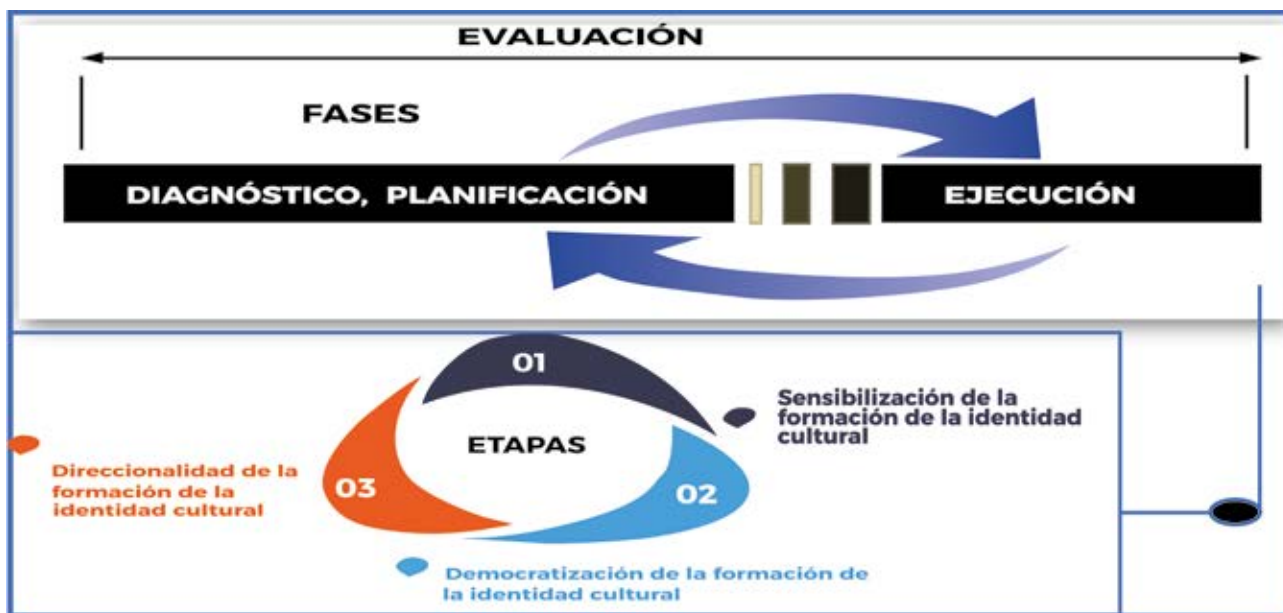 EVALUACIÓN
FASES
DIAGNÓSTICO, PLANIFICACIÓN
EJECUCIÓN
01
Sensibilización de la
formación de la identidad
cultural
ETAPAS
Direccionalidad de la
formación de la
identidad cultural
03
02
Democratización de la formación de
la identidad cultural